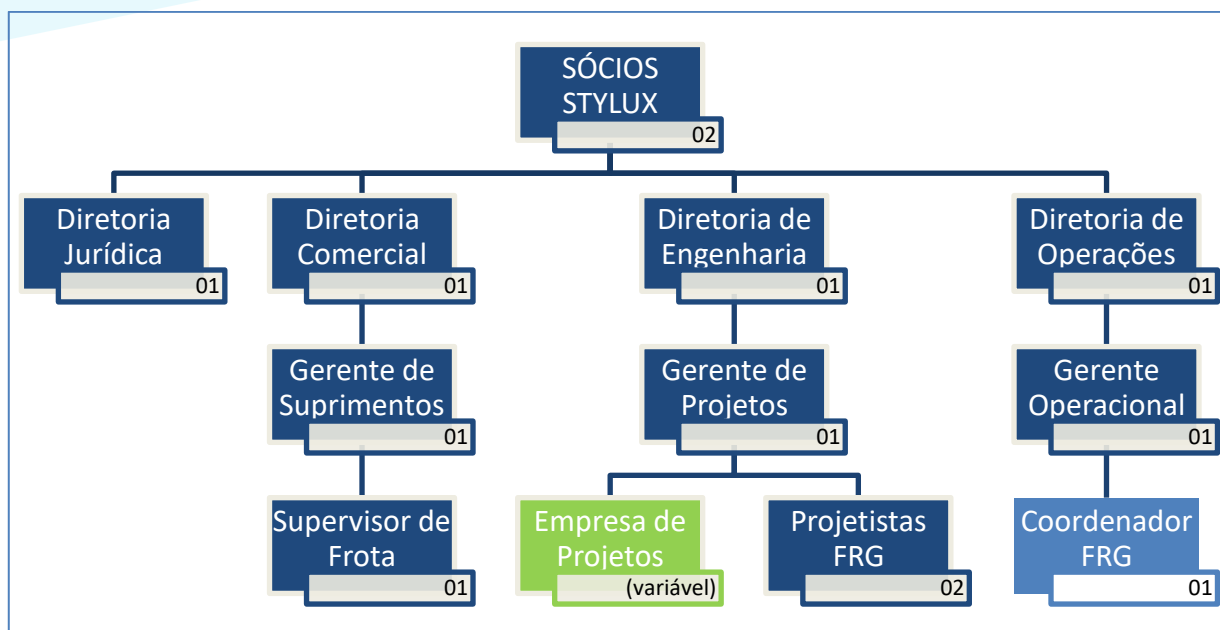 SÓCIOS
STYLUX
02
Diretoria
Jurídica
01
Diretoria
Comercial
01
Diretoria de
Engenharia
01
Diretoria de
Operações
01
Gerente de
Suprimentos
01
Gerente de
Projetos
01
Gerente
Operacional
01
Supervisor de
Frota
01
Empresa de
Projetos
(variável)
Projetistas
FRG
02
Coordenador
FRG
01